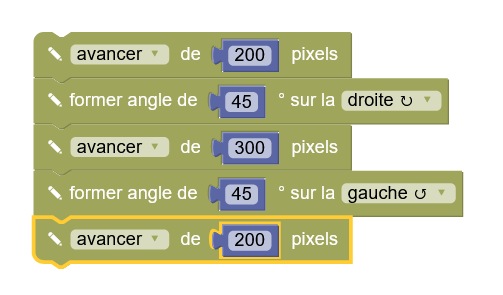 avancer de 200 pixels
former angle de 45 ° sur la droite ↻
avancer de 300 pixels
former angle de 45 ° sur la gauche ↺
avancer de 200 pixels